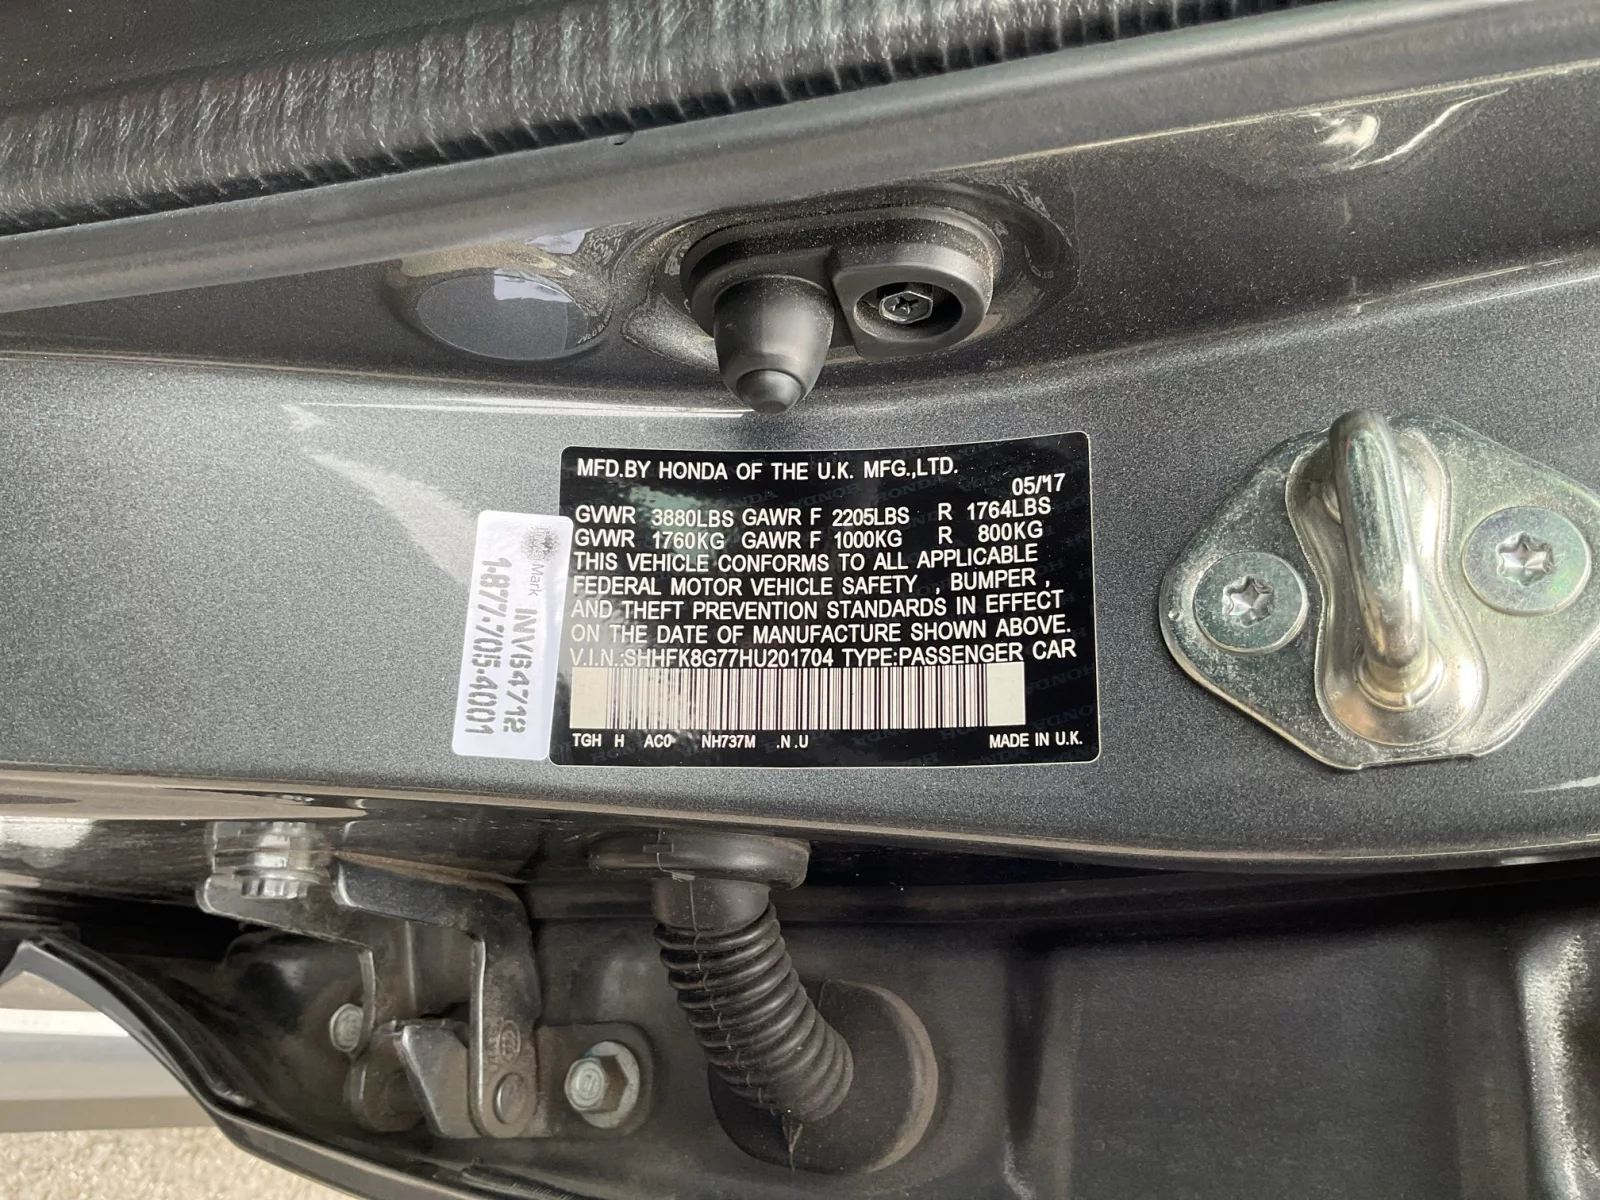 MFD.BY HONDA OF THE U.K. MFG.,LTD.
05/17
GVWR 3880LBS GAWR F 2205LBS R 1764LBS
GVWR 1760KG GAWR F 1000KG R 800KG
THIS VEHICLE CONFORMS TO ALL APPLICABLE
FEDERAL MOTOR VEHICLE SAFETY , BUMPER ,
AND THEFT PREVENTION STANDARDS IN EFFECT
ON THE DATE OF MANUFACTURE SHOWN ABOVE.
V.I.N.:SHHFK8G77HU201704 TYPE:PASSENGER CAR
TGH H AC0 NH737M .N .U
MADE IN U.K.
Mark
INVB4712
1-877-705-4001